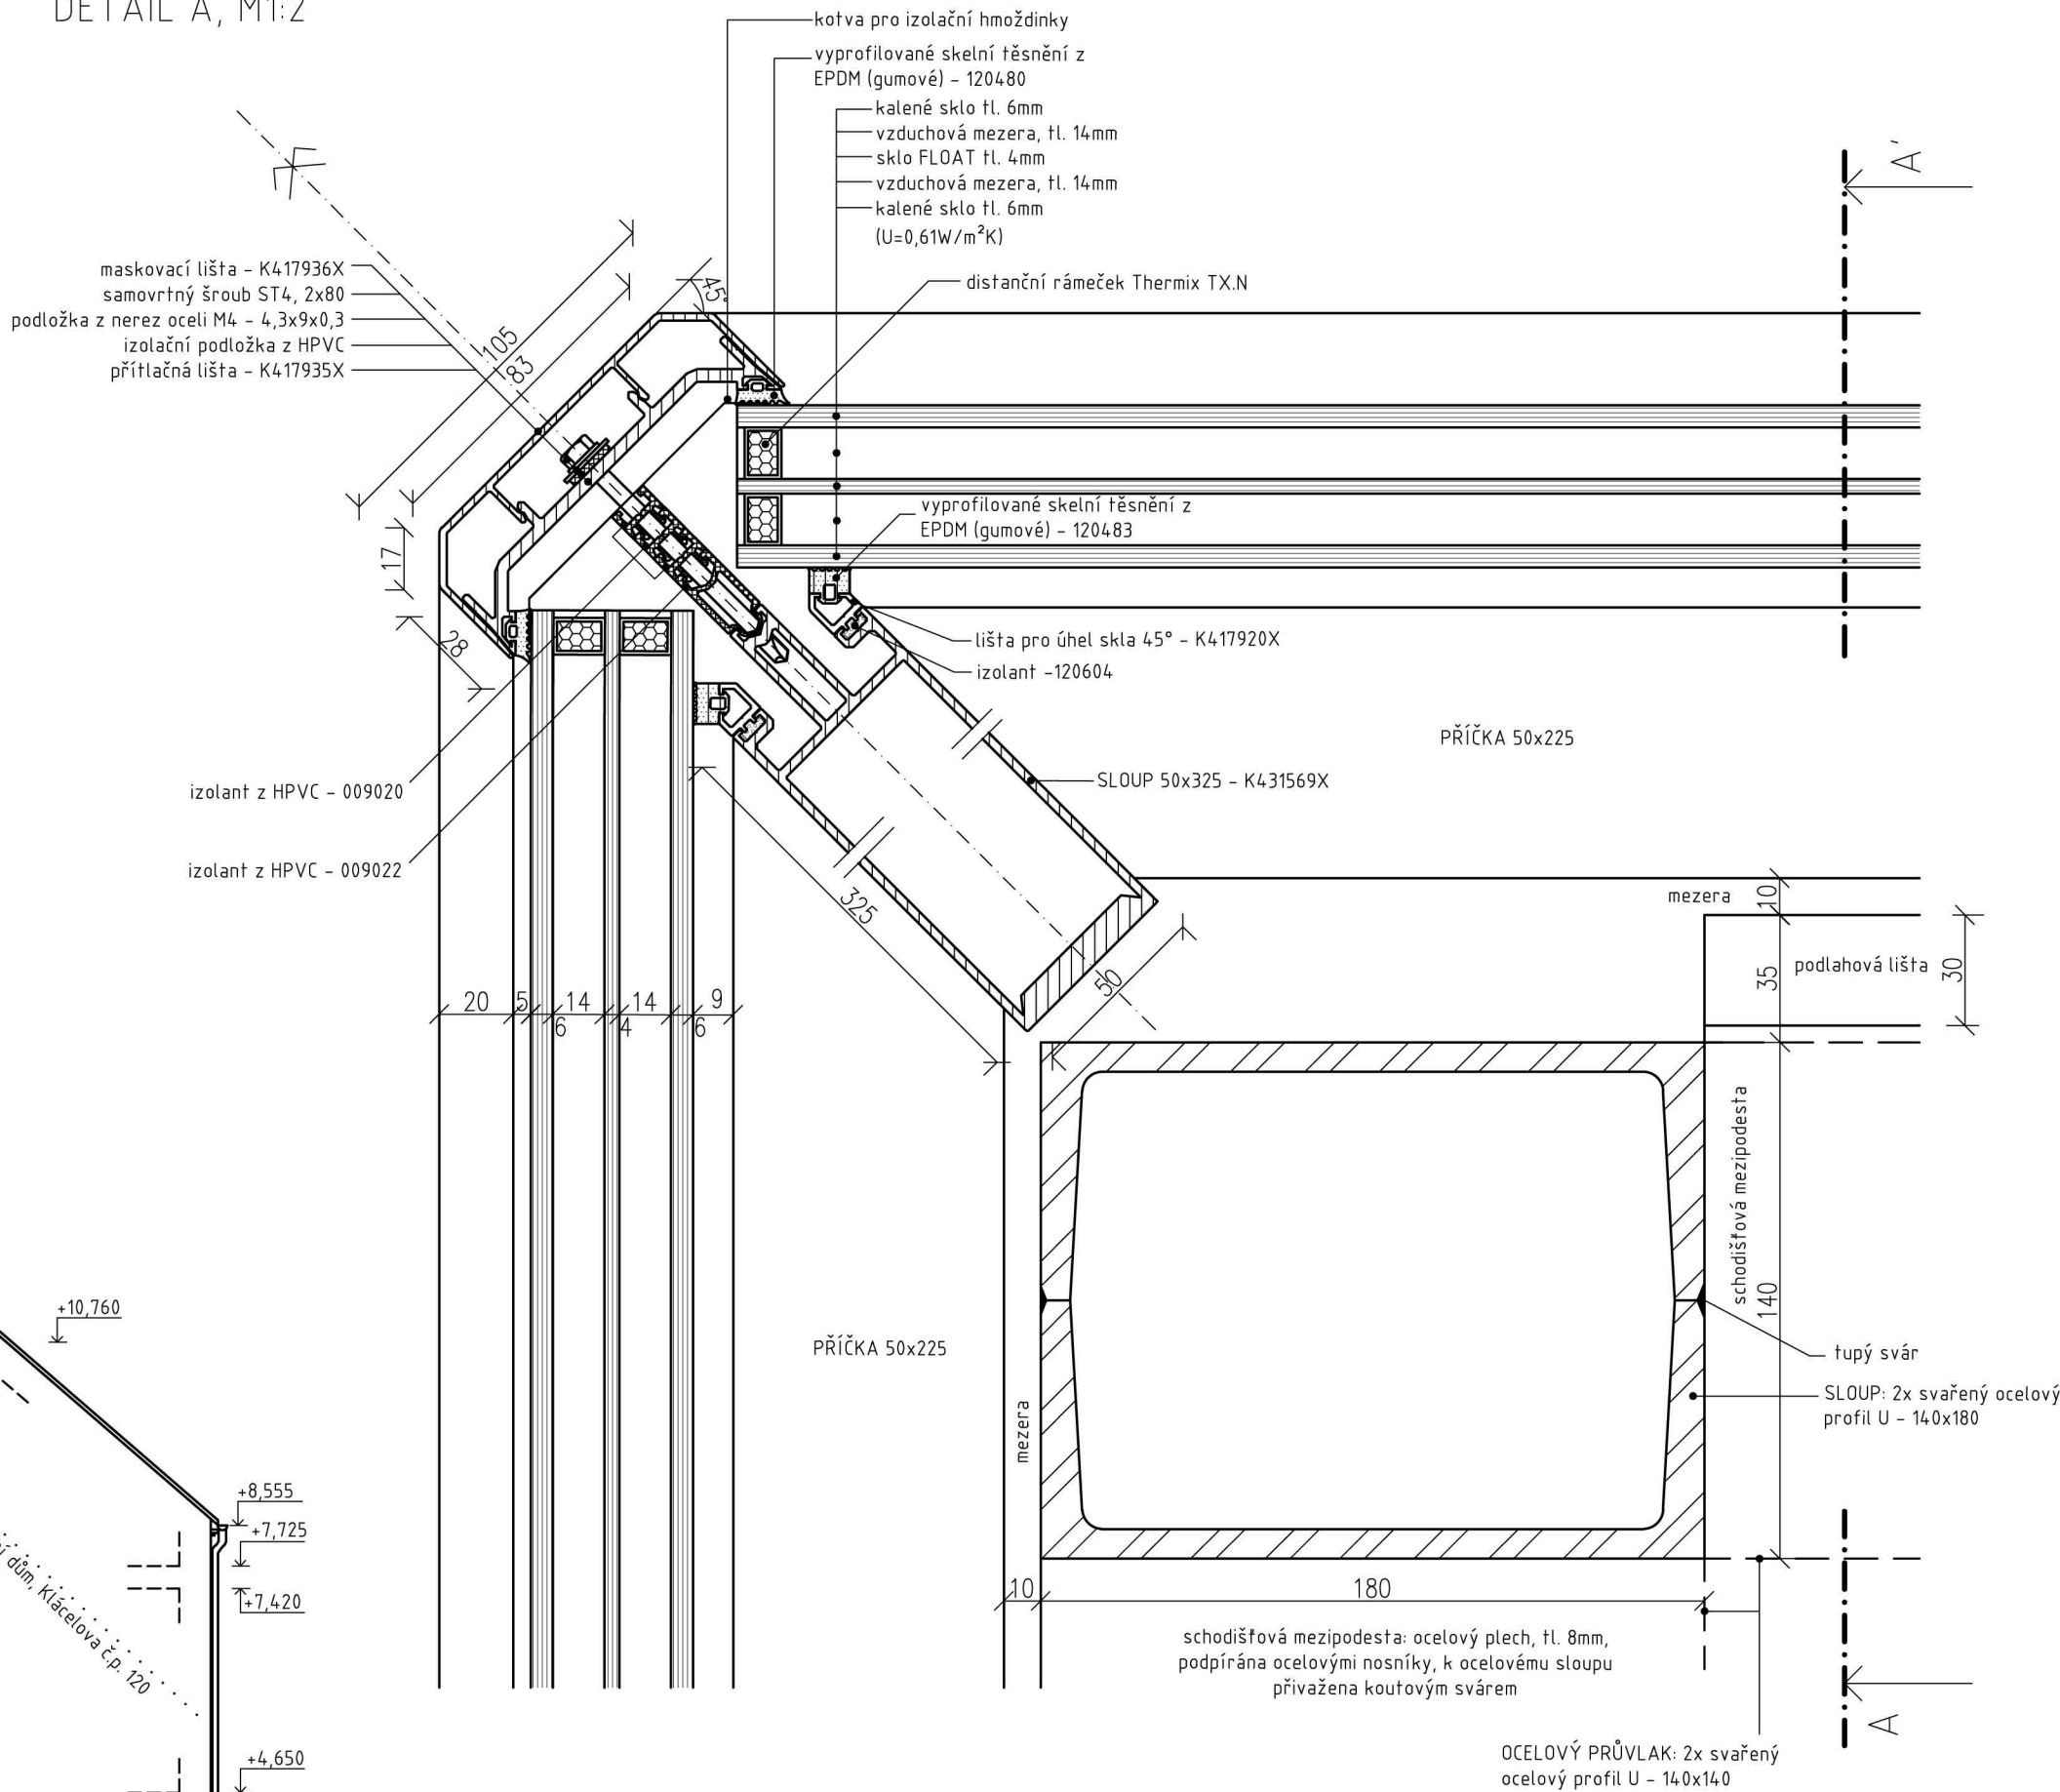 DETAIL A, M1:2
kotva pro izolační hmoždinky
vyprofilované skelní těsnění z
EPDM (gumové) - 120480
kalené sklo tl. 6mm
vzduchová mezera, tl. 14mm
sklo FLOAT tl. 4mm
vzduchová mezera, tl. 14mm
kalené sklo tl. 6mm
(U=0,61W/m²K)
A'
distanční rámeček Thermix TX.N
maskovací lišta - K417936X
samovrtný šroub ST4, 2x80
podložka z nerez oceli M4 - 4,3x9x0,3
izolační podložka z HPVC
přítlačná lišta - K417935X
45°
105
83
17
28
vyprofilované skelní těsnění z
EPDM (gumové) - 120483
lišta pro úhel skla 45° - K417920X
izolant -120604
PŘÍČKA 50x225
SLOUP 50x325 - K431569X
izolant z HPVC - 009020
izolant z HPVC - 009022
325
50
mezera
10
podlahová lišta
30
35
20
5
14
14
9
6
4
6
schodišťová mezipodesta
140
PŘÍČKA 50x225
mezera
tupý svár
SLOUP: 2x svařený ocelový
profil U - 140x180
10
180
schodišťová mezipodesta: ocelový plech, tl. 8mm,
podpírána ocelovými nosníky, k ocelovému sloupu
přivažena koutovým svárem
A
OCELOVÝ PRŮVLAK: 2x svařený
ocelový profil U - 140x140
+10,760
+8,555
+7,725
+7,420
dům, Klácelova č.p. 120
+4,650